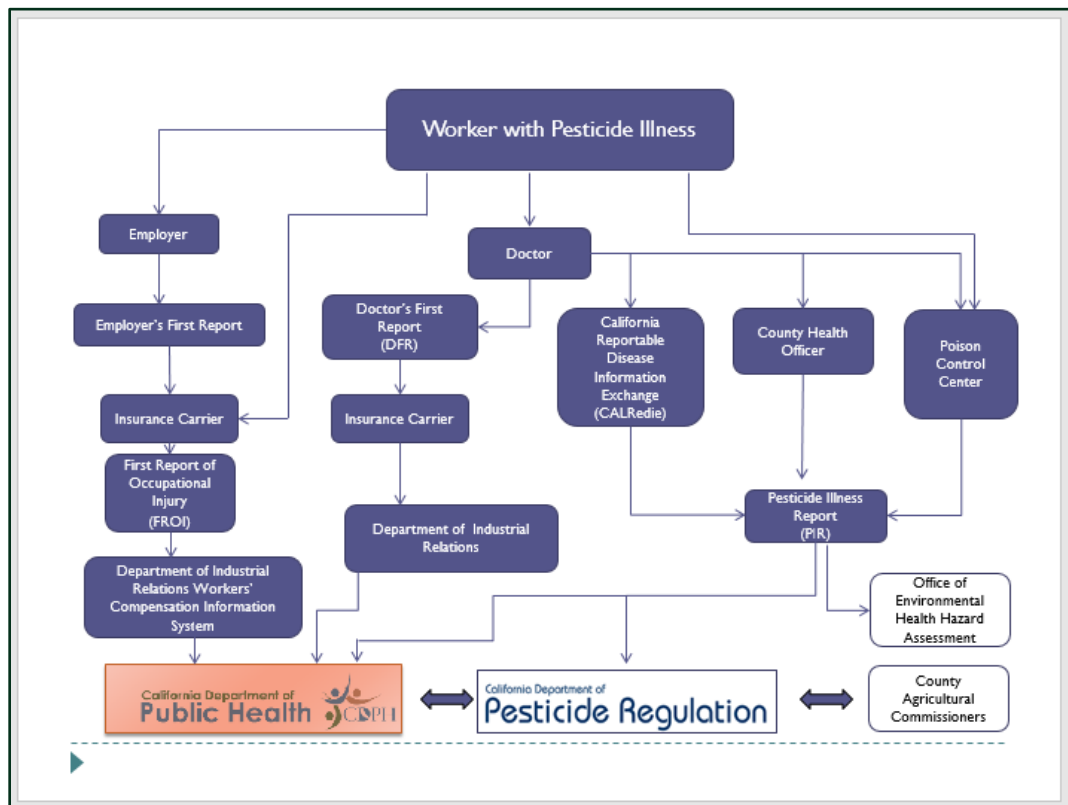 Worker with Pesticide Illness
Employer
Doctor
Employer's First Report
Doctor's First
Report
(DFR)
California
Reportable
Disease
Information
Exchange
(CALRedie)
County Health
Officer
Poison
Control
Center
Insurance Carrier
Insurance Carrier
First Report of
Occupational
Injury
(FROI)
Pesticide Illness
Report
(PIR)
Department of Industrial
Relations
Department of Industrial
Relations Workers'
Compensation Information
System
Office of
Environmental
Health Hazard
Assessment
California Department of
Public Health
CDPH
California Department of
Pesticide Regulation
County
Agricultural
Commissioners